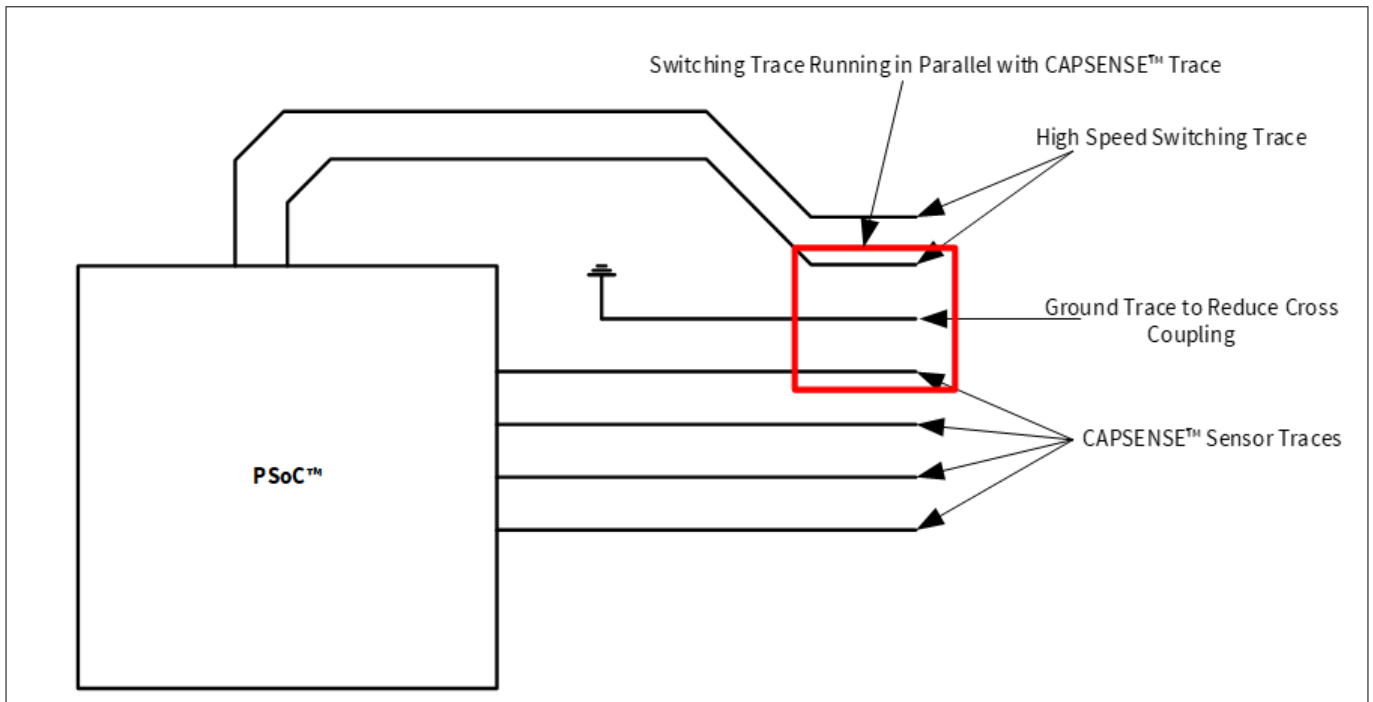 Switching Trace Running in Parallel with CAPSENSE™ Trace
High Speed Switching Trace
Ground Trace to Reduce Cross
Coupling
CAPSENSE™ Sensor Traces
PSoC™